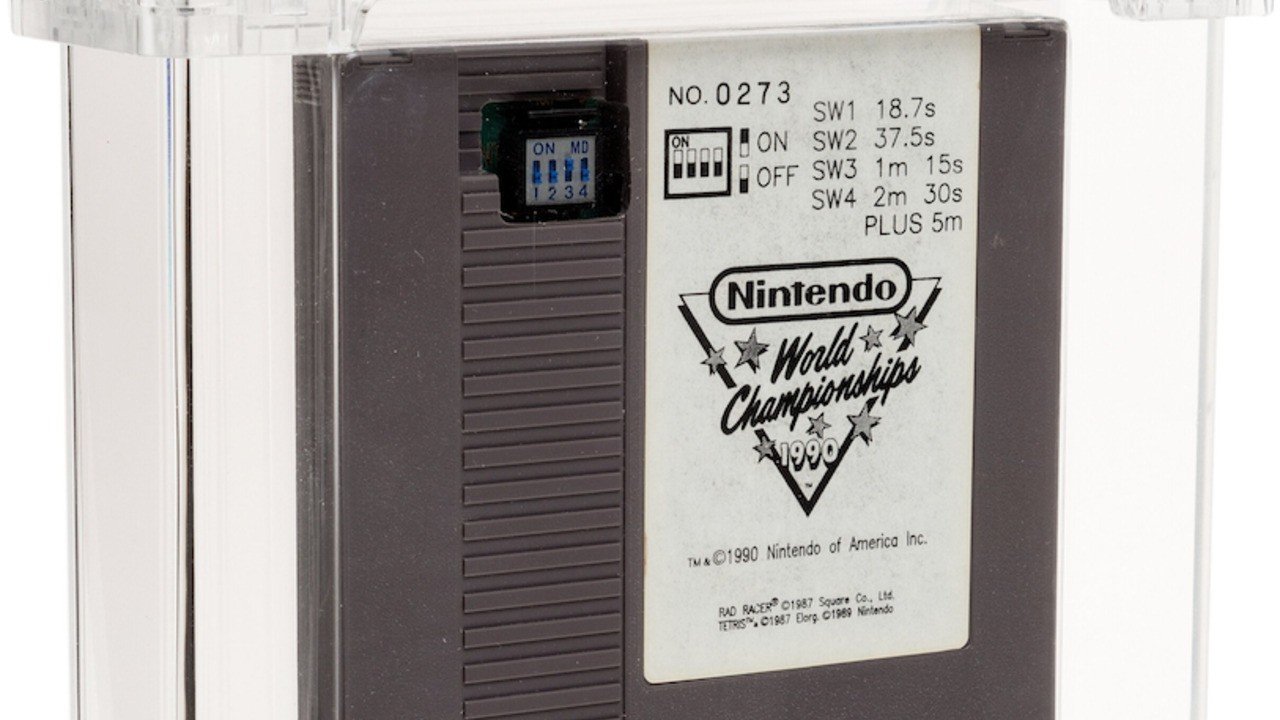 NO. 0273
ON
ON
OFF
SW1 18.7s
SW2 37.5s
SW3 1m 15s
SW4 2m 30s
PLUS 5m
ON MD
1 2 3 4
Nintendo
World
Championships
1990
TM
TM & ©1990 Nintendo of America Inc.
RAD RACER® ©1987 Square Co., Ltd.
TETRIS™ & ©1987 Elorg. ©1989 Nintendo